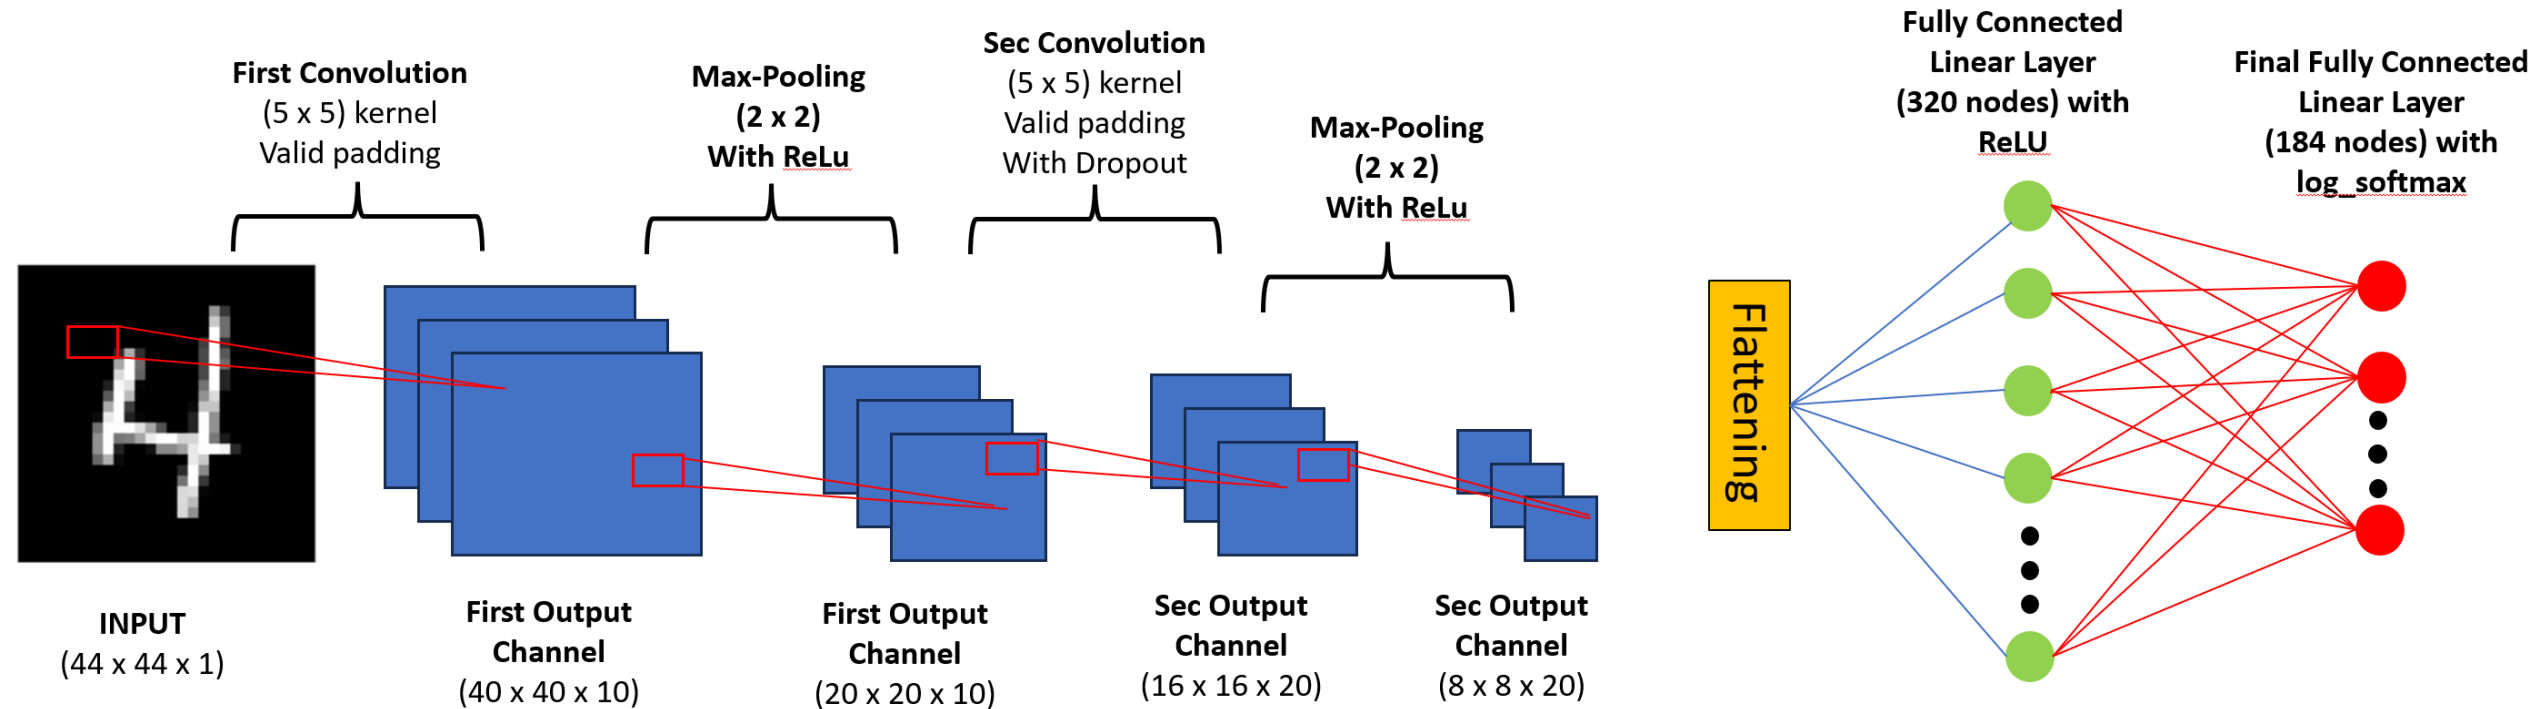 First Convolution
(5 x 5) kernel
Valid padding
Max-Pooling
(2 x 2)
With ReLu
Sec Convolution
(5 x 5) kernel
Valid padding
With Dropout
Max-Pooling
(2 x 2)
With ReLu
Fully Connected
Linear Layer
(320 nodes) with
ReLU
Final Fully Connected
Linear Layer
(184 nodes) with
log_softmax
4
Flattening
INPUT
(44 x 44 x 1)
First Output
Channel
(40 x 40 x 10)
First Output
Channel
(20 x 20 x 10)
Sec Output
Channel
(16 x 16 x 20)
Sec Output
Channel
(8 x 8 x 20)